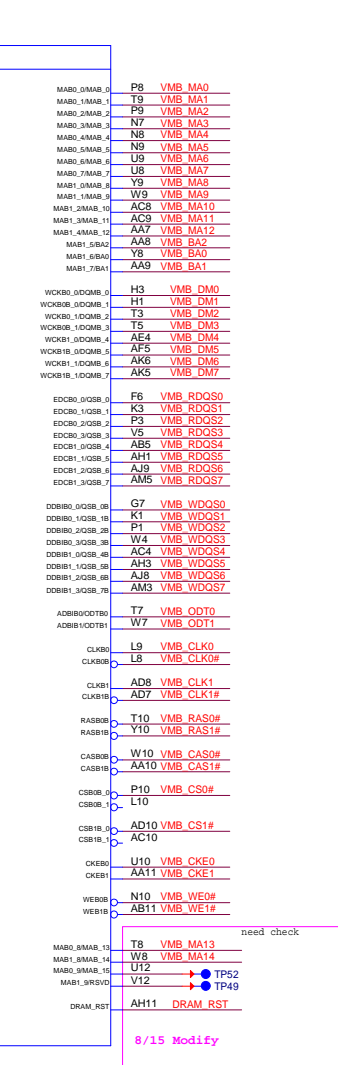 MAB0_0/MAB_0 P8 VMB_MA0
MAB0_1/MAB_1 T9 VMB_MA1
MAB0_2/MAB_2 P9 VMB_MA2
MAB0_3/MAB_3 N7 VMB_MA3
MAB0_4/MAB_4 N8 VMB_MA4
MAB0_5/MAB_5 N9 VMB_MA5
MAB0_6/MAB_6 U9 VMB_MA6
MAB0_7/MAB_7 U8 VMB_MA7
MAB1_0/MAB_8 Y9 VMB_MA8
MAB1_1/MAB_9 W9 VMB_MA9
MAB1_2/MAB_10 AC8 VMB_MA10
MAB1_3/MAB_11 AC9 VMB_MA11
MAB1_4/MAB_12 AA7 VMB_MA12
MAB1_5/BA2 AA8 VMB_BA2
MAB1_6/BA0 Y8 VMB_BA0
MAB1_7/BA1 AA9 VMB_BA1
WCKB0_0/DQMB_0 H3 VMB_DM0
WCKB0B_0/DQMB_1 H1 VMB_DM1
WCKB0_1/DQMB_2 T3 VMB_DM2
WCKB0B_1/DQMB_3 T5 VMB_DM3
WCKB1_0/DQMB_4 AE4 VMB_DM4
WCKB1B_0/DQMB_5 AF5 VMB_DM5
WCKB1_1/DQMB_6 AK6 VMB_DM6
WCKB1B_1/DQMB_7 AK5 VMB_DM7
EDCB0_0/QSB_0 F6 VMB_RDQS0
EDCB0_1/QSB_1 K3 VMB_RDQS1
EDCB0_2/QSB_2 P3 VMB_RDQS2
EDCB0_3/QSB_3 V5 VMB_RDQS3
EDCB1_0/QSB_4 AB5 VMB_RDQS4
EDCB1_1/QSB_5 AH1 VMB_RDQS5
EDCB1_2/QSB_6 AJ9 VMB_RDQS6
EDCB1_3/QSB_7 AM5 VMB_RDQS7
DDBIB0_0/QSB_0B G7 VMB_WDQS0
DDBIB0_1/QSB_1B K1 VMB_WDQS1
DDBIB0_2/QSB_2B P1 VMB_WDQS2
DDBIB0_3/QSB_3B W4 VMB_WDQS3
DDBIB1_0/QSB_4B AC4 VMB_WDQS4
DDBIB1_1/QSB_5B AH3 VMB_WDQS5
DDBIB1_2/QSB_6B AJ8 VMB_WDQS6
DDBIB1_3/QSB_7B AM3 VMB_WDQS7
ADBIB0/ODTB0 T7 VMB_ODT0
ADBIB1/ODTB1 W7 VMB_ODT1
CLKB0 L9 VMB_CLK0
CLKB0B L8 VMB_CLK0#
CLKB1 AD8 VMB_CLK1
CLKB1B AD7 VMB_CLK1#
RASB0B T10 VMB_RAS0#
RASB1B Y10 VMB_RAS1#
CASB0B W10 VMB_CAS0#
CASB1B AA10 VMB_CAS1#
CSB0B_0 P10 VMB_CS0#
CSB0B_1 L10
CSB1B_0 AD10 VMB_CS1#
CSB1B_1 AC10
CKEB0 U10 VMB_CKE0
CKEB1 AA11 VMB_CKE1
WEB0B N10 VMB_WE0#
WEB1B AB11 VMB_WE1#
need check
MAB0_8/MAB_13 T8 VMB_MA13
MAB1_8/MAB_14 W8 VMB_MA14
MAB0_9/MAB_15 U12 TP52
MAB1_9/RSVD V12 TP49
DRAM_RST AH11 DRAM_RST
8/15 Modify